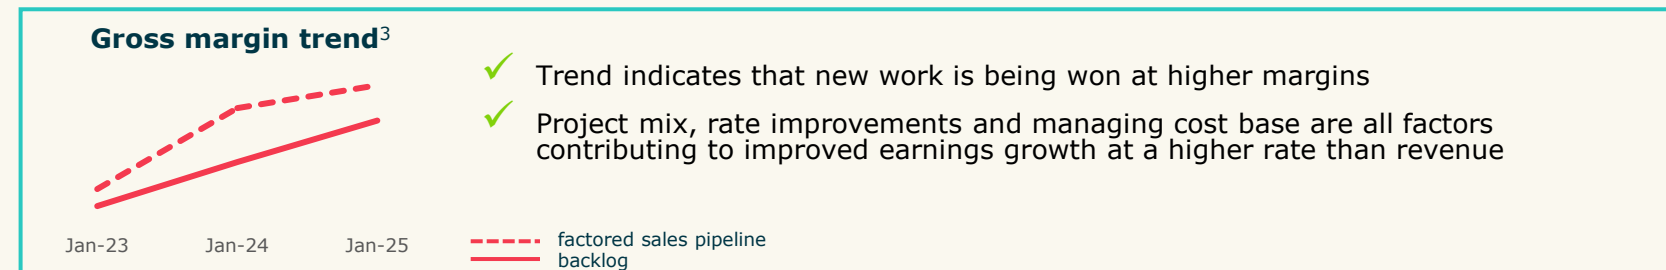 Gross margin trend3
Trend indicates that new work is being won at higher margins
Project mix, rate improvements and managing cost base are all factors
contributing to improved earnings growth at a higher rate than revenue
Jan-23 Jan-24 Jan-25
factored sales pipeline
backlog